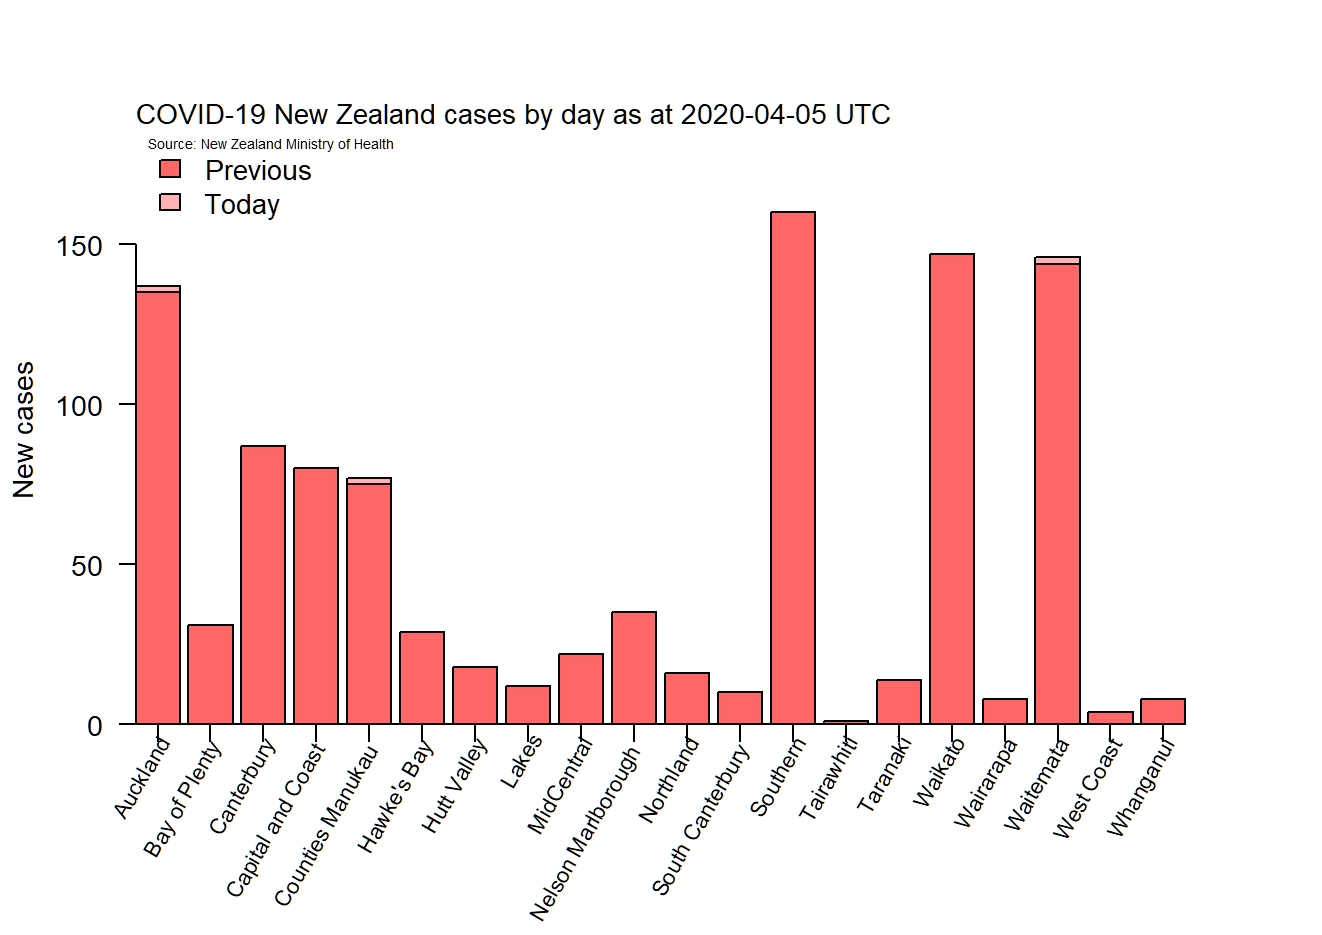 COVID-19 New Zealand cases by day as at 2020-04-05 UTC
Source: New Zealand Ministry of Health
Previous
Today
New cases
150
100
50
0
Auckland
Bay of Plenty
Canterbury
Capital and Coast
Counties Manukau
Hawke's Bay
Hutt Valley
Lakes
MidCentral
Nelson Marlborough
Northland
South Canterbury
Southern
Tairawhiti
Taranaki
Waikato
Wairarapa
Waitemata
West Coast
Whanganui